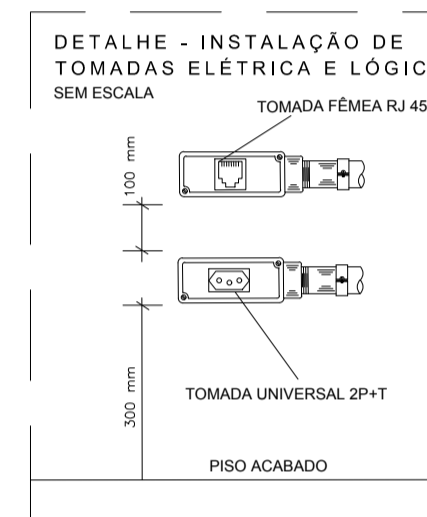 DETALHE - INSTALAÇÃO DE
TOMADAS ELÉTRICA E LÓGIC
SEM ESCALA
TOMADA FÊMEA RJ 45
100 mm
300 mm
TOMADA UNIVERSAL 2P+T
PISO ACABADO